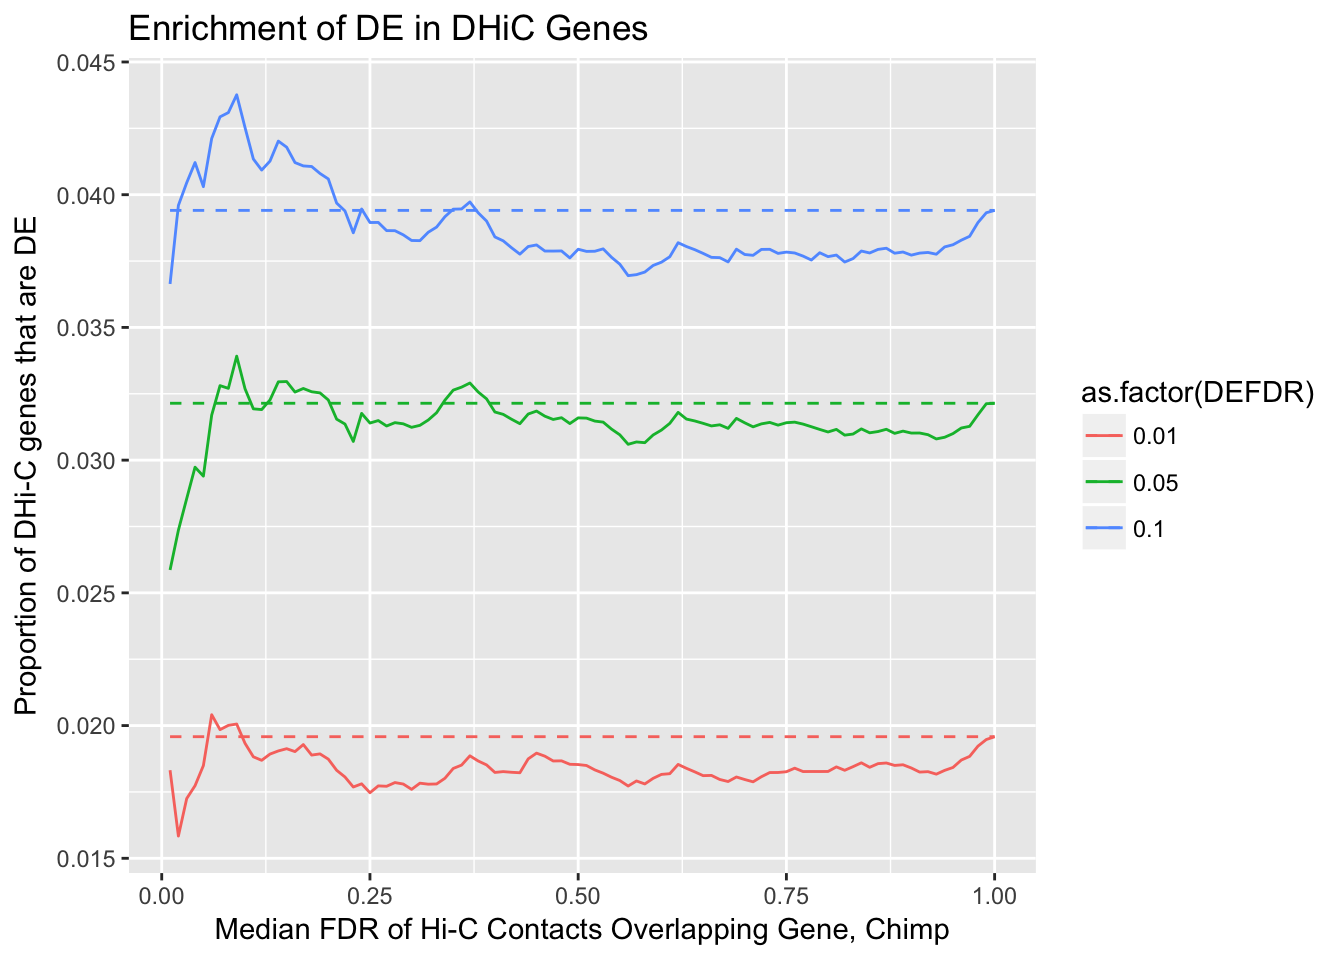 Enrichment of DE in DHiC Genes
Proportion of DHi-C genes that are DE
0.045
0.040
0.035
0.030
0.025
0.020
0.015
0.00 0.25 0.50 0.75 1.00
Median FDR of Hi-C Contacts Overlapping Gene, Chimp
as.factor(DEFDR)
0.01
0.05
0.1